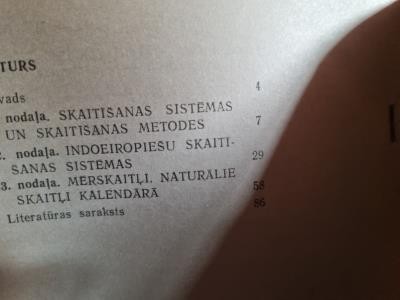 TURS
vads 4
nodaļa. SKAITĪŠANAS SISTĒMAS
UN SKAITĪŠANAS METODES 7
2. nodaļa. INDOEIROPIEŠU SKAITĪ-
ŠANAS SISTĒMAS 29
3. nodaļa. MĒRSKAITĻI. NATURĀLIE
SKAITĻI KALENDĀRĀ 58
Literatūras saraksts 86